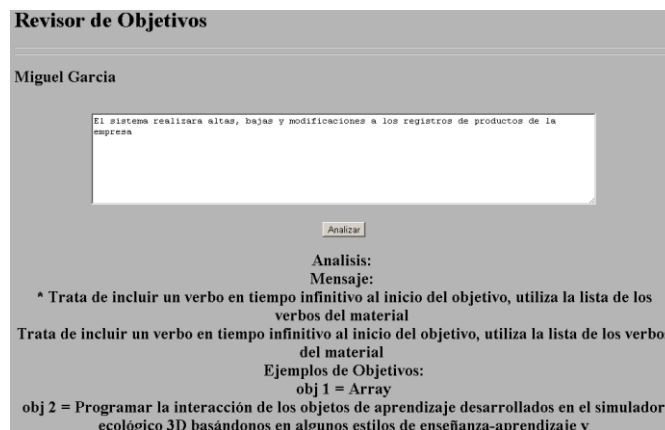 Revisor de Objetivos
Miguel Garcia
El sistema realizara altas, bajas y modificaciones a los registros de productos de la
empresa
Analizar
Analisis:
Mensaje:
* Trata de incluir un verbo en tiempo infinitivo al inicio del objetivo, utiliza la lista de los
verbos del material
Trata de incluir un verbo en tiempo infinitivo al inicio del objetivo, utiliza la lista de los verbos
del material
Ejemplos de Objetivos:
obj 1 = Array
obj 2 = Programar la interacción de los objetos de aprendizaje desarrollados en el simulador
ecológico 3D basándonos en algunos estilos de enseñanza-aprendizaje y